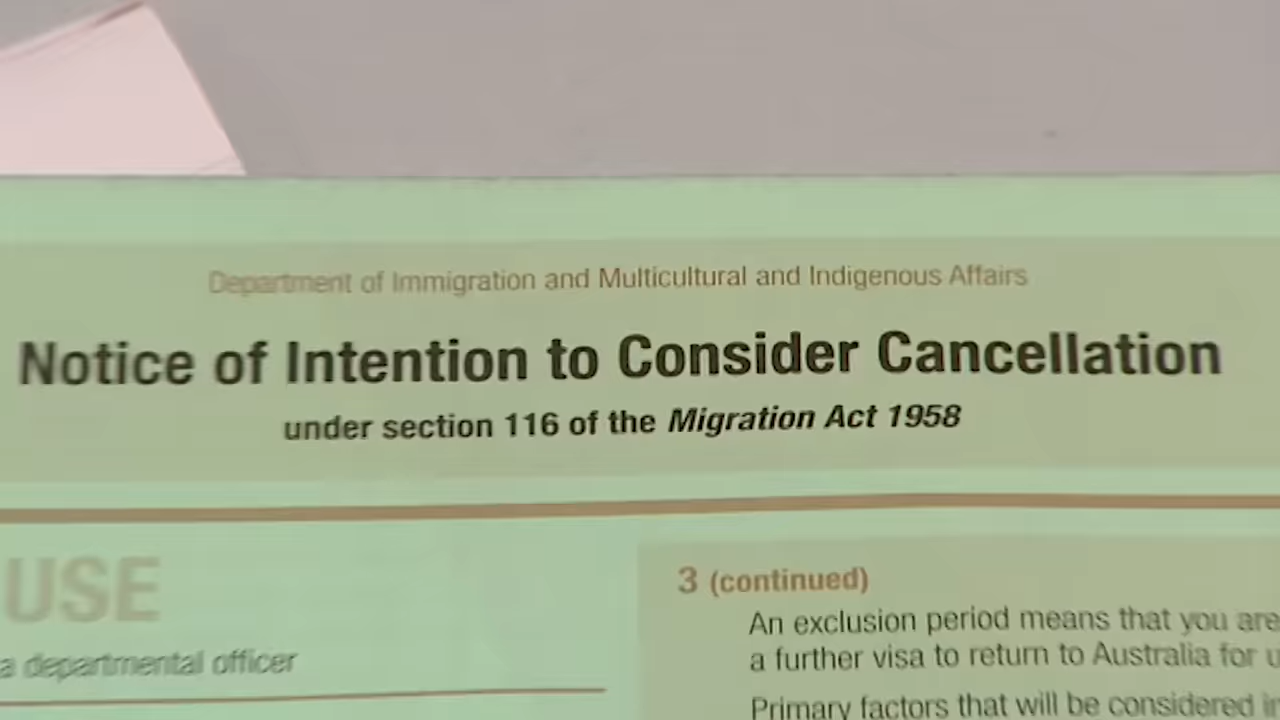 Department of Immigration and Multicultural and Indigenous Affairs
Notice of Intention to Consider Cancellation
under section 116 of the Migration Act 1958
USE
a departmental officer
3 (continued)
An exclusion period means that you are
a further visa to return to Australia for u
Primary factors that will be considered in